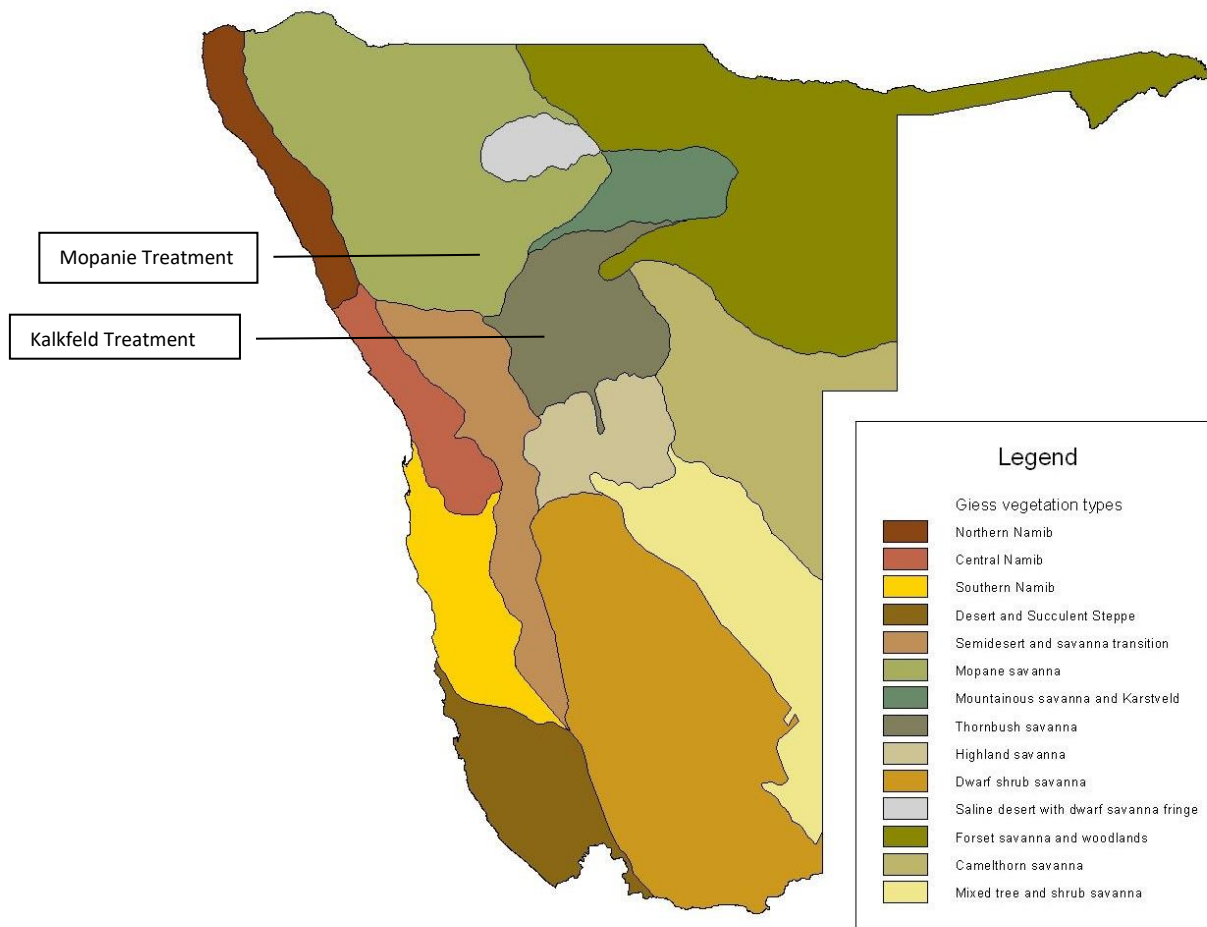 Mopanie Treatment
Kalkfeld Treatment
Legend
Giess vegetation types
Northern Namib
Central Namib
Southern Namib
Desert and Succulent Steppe
Semidesert and savanna transition
Mopane savanna
Mountainous savanna and Karstveld
Thornbush savanna
Highland savanna
Dwarf shrub savanna
Saline desert with dwarf savanna fringe
Forset savanna and woodlands
Camelthorn savanna
Mixed tree and shrub savanna